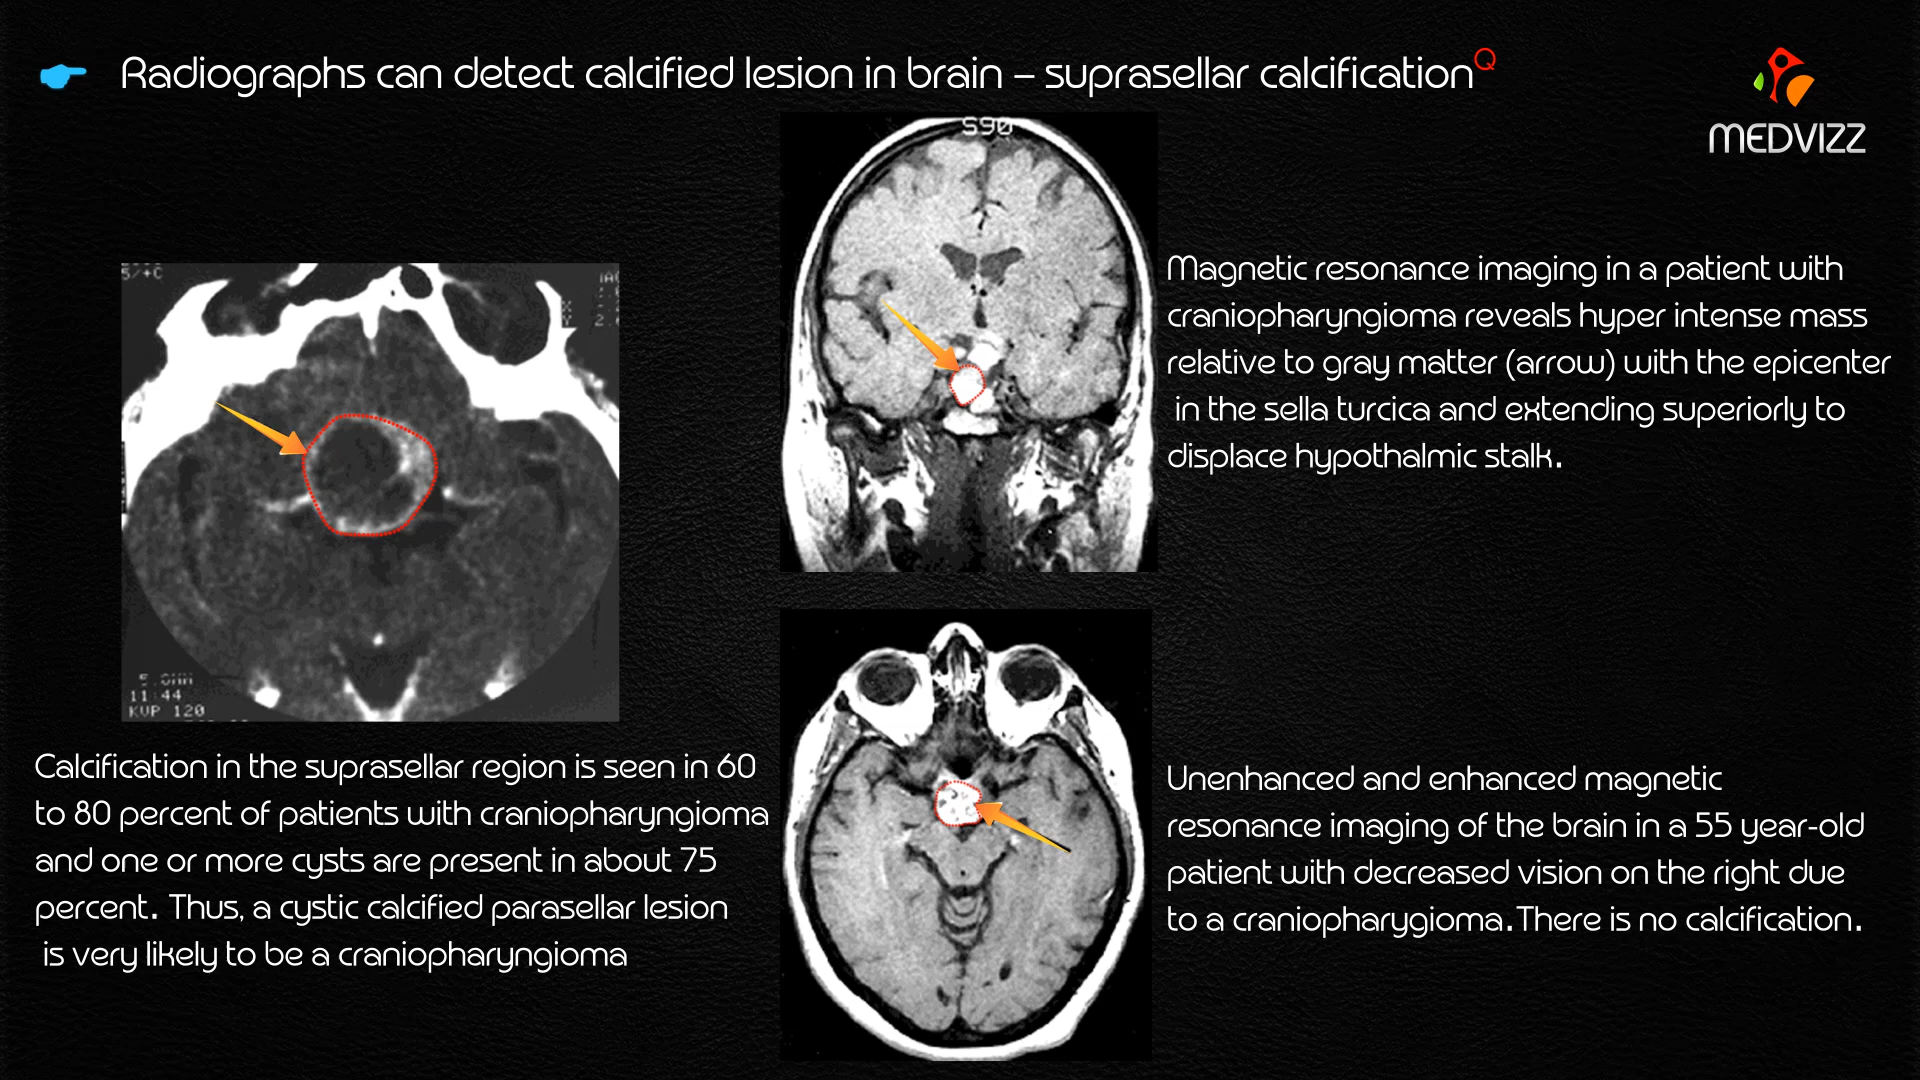 Radiographs can detect calcified lesion in brain – suprasellar calcificationQ
MEDVIZZ
S90
S/+C
Magnetic resonance imaging in a patient with
craniopharyngioma reveals hyper intense mass
relative to gray matter (arrow) with the epicenter
in the sella turcica and extending superiorly to
displace hypothalmic stalk.
5.0MM
11:44
KVP 120
Calcification in the suprasellar region is seen in 60
to 80 percent of patients with craniopharyngioma
and one or more cysts are present in about 75
percent. Thus, a cystic calcified parasellar lesion
is very likely to be a craniopharyngioma
Unenhanced and enhanced magnetic
resonance imaging of the brain in a 55 year-old
patient with decreased vision on the right due
to a craniopharygioma.There is no calcification.